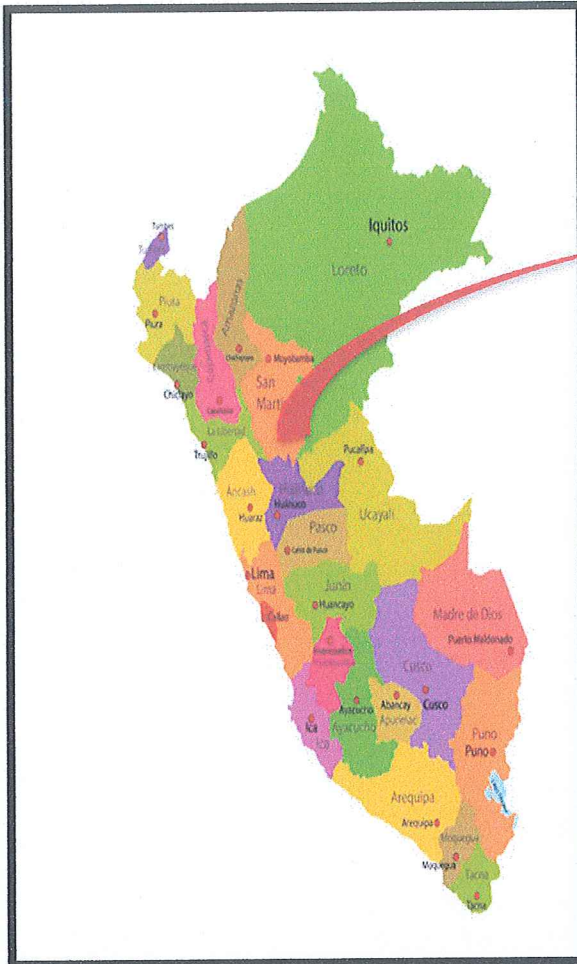 Iquitos
Loreto
Tumbes
Amazonas
Piura
Piura
Cajamarca
Moyobamba
San
Martí
Chiclayo
La Libertad
Trujillo
Pucallpa
Ancash
Huánuco
Huaraz
Ucayali
Pasco
Cerro de Pasco
Lima
Lima
Junín
Huancayo
Callao
Madre de Dios
Puerto Maldonado
Cusco
Cusco
Abancay
Apurímac
Ayacucho
Ayacucho
Ica
Ica
Puno
Puno
Arequipa
Arequipa
Moquegua
Moquegua
Tacna
Tacna